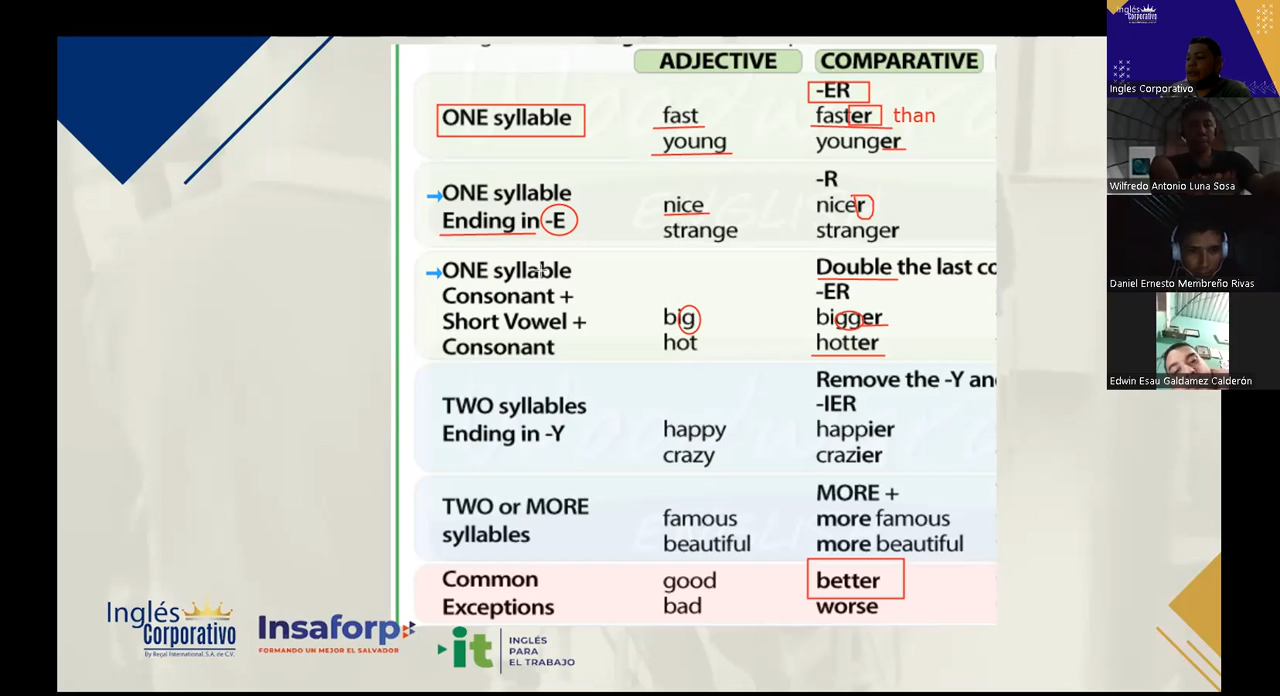 ADJECTIVE COMPARATIVE
-ER
ONE syllable fast faster than
young younger
-R
ONE syllable nice nicer
Ending in -E strange stranger
ONE syllable Double the last co
Consonant + -ER
Short Vowel + big bigger
Consonant hot hotter
Remove the -Y an
TWO syllables -IER
Ending in -Y happy happier
crazy crazier
MORE +
TWO or MORE famous more famous
syllables beautiful more beautiful
Common good better
Exceptions bad worse
Inglés
Corporativo
By Regal International, S.A. de C.V.
Insaforp
FORMANDO UN MEJOR EL SALVADOR
it
INGLÉS
PARA
EL TRABAJO
Inglés
Corporativo
Ingles Corporativo
Wilfredo Antonio Luna Sosa
Daniel Ernesto Membreño Rivas
Edwin Esau Galdamez Calderón